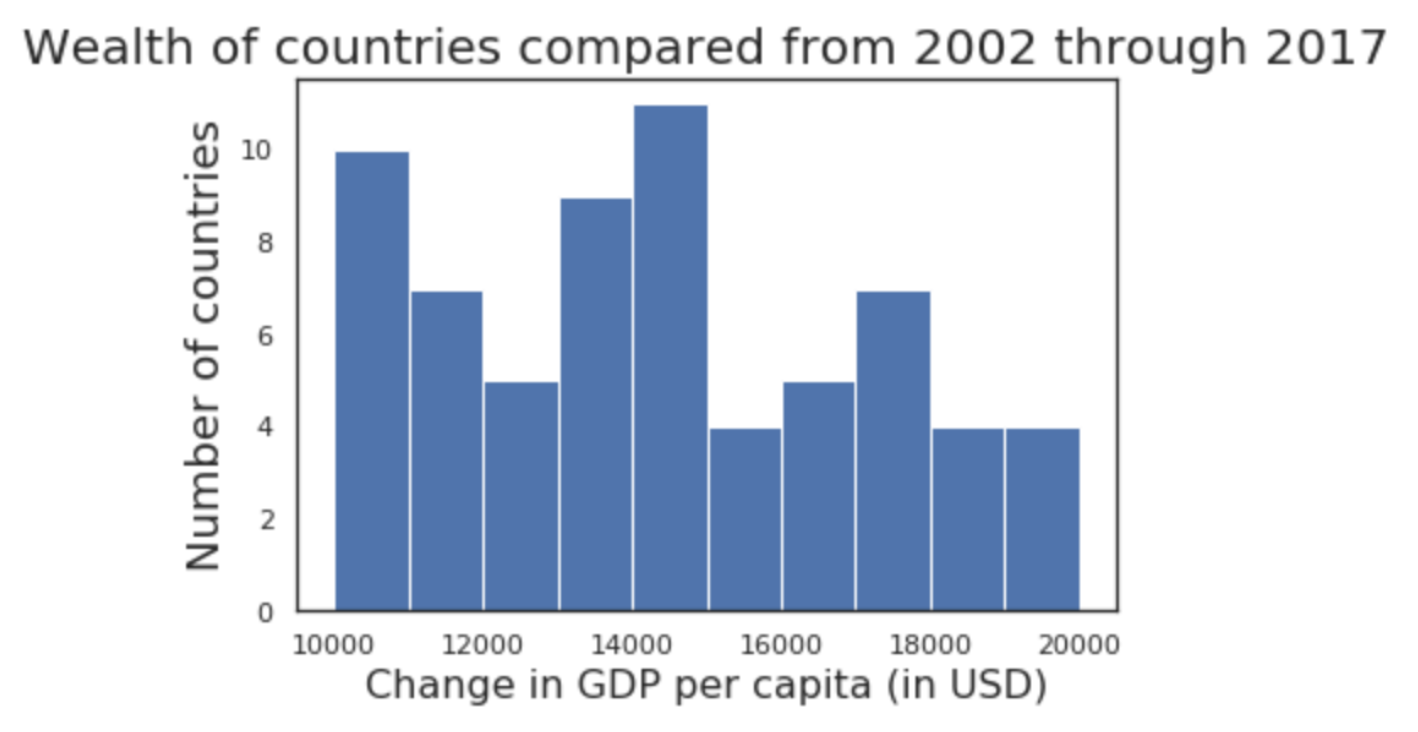 Wealth of countries compared from 2002 through 2017
Number of countries
10
8
6
4
2
0
10000 12000 14000 16000 18000 20000
Change in GDP per capita (in USD)